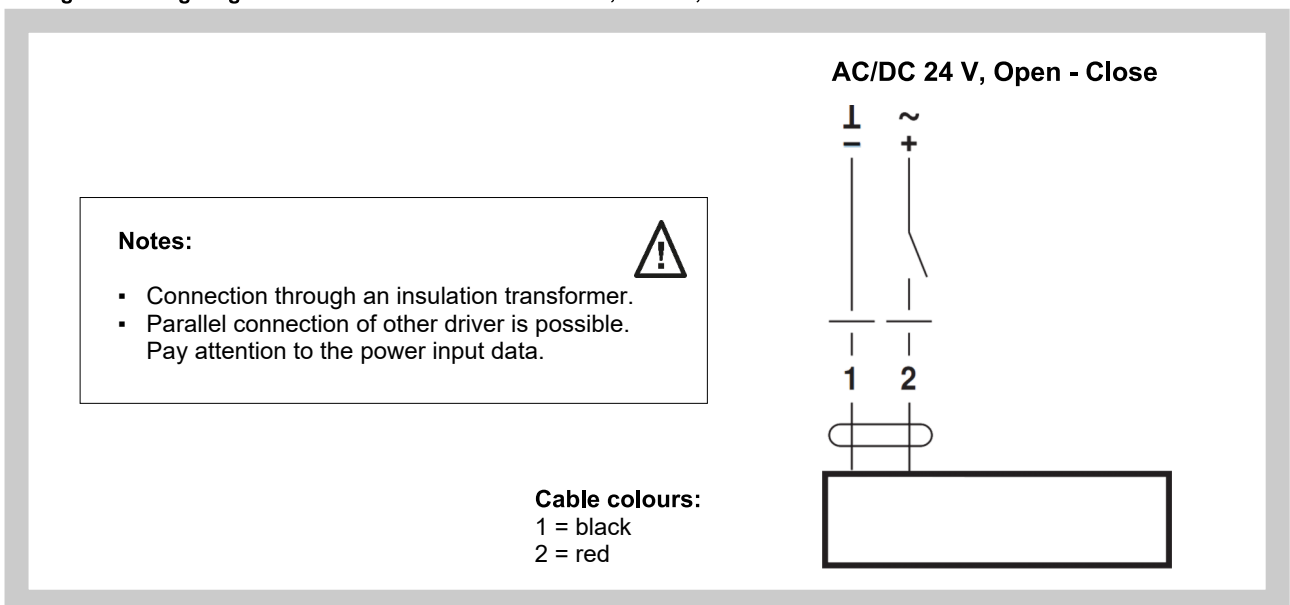 AC/DC 24 V, Open - Close
⊥ ~
– +
Notes:
▪ Connection through an insulation transformer.
▪ Parallel connection of other driver is possible.
Pay attention to the power input data.
1 2
Cable colours:
1 = black
2 = red